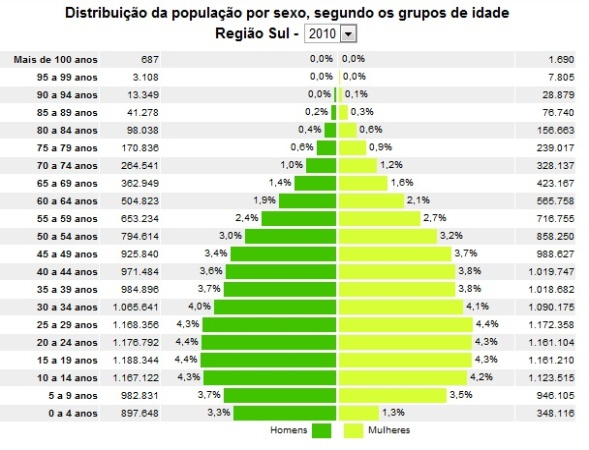 Distribuição da população por sexo, segundo os grupos de idade
Região Sul - 2010
Mais de 100 anos 687 0,0% 0,0% 1.690
95 a 99 anos 3.108 0,0% 0,0% 7.805
90 a 94 anos 13.349 0,0% 0,1% 28.879
85 a 89 anos 41.278 0,2% 0,3% 76.740
80 a 84 anos 98.038 0,4% 0,6% 156.663
75 a 79 anos 170.836 0,6% 0,9% 239.017
70 a 74 anos 264.541 1,0% 1,2% 328.137
65 a 69 anos 362.949 1,4% 1,6% 423.167
60 a 64 anos 504.823 1,9% 2,1% 565.758
55 a 59 anos 653.234 2,4% 2,7% 716.755
50 a 54 anos 794.614 3,0% 3,2% 858.250
45 a 49 anos 925.840 3,4% 3,7% 988.627
40 a 44 anos 971.484 3,6% 3,8% 1.019.747
35 a 39 anos 984.896 3,7% 3,8% 1.018.682
30 a 34 anos 1.065.641 4,0% 4,1% 1.090.175
25 a 29 anos 1.168.356 4,3% 4,4% 1.172.358
20 a 24 anos 1.176.792 4,4% 4,3% 1.161.104
15 a 19 anos 1.188.344 4,4% 4,3% 1.161.210
10 a 14 anos 1.167.122 4,3% 4,2% 1.123.515
5 a 9 anos 982.831 3,7% 3,5% 946.105
0 a 4 anos 897.648 3,3% 1,3% 348.116
Homens Mulheres